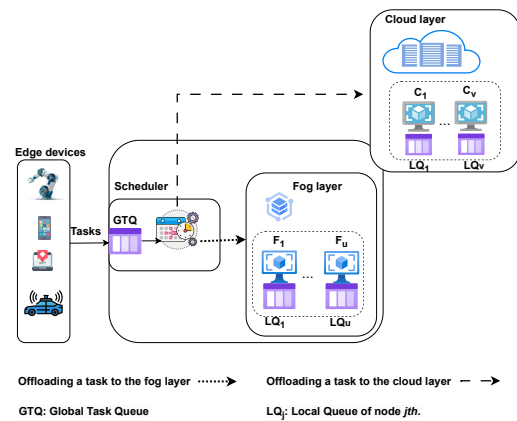 Cloud layer
C1
Cv
...
LQ1
LQv
Edge devices
Scheduler
Fog layer
GTQ
Tasks
F1
Fu
...
LQ1
LQu
Offloading a task to the fog layer
Offloading a task to the cloud layer
GTQ: Global Task Queue
LQj: Local Queue of node jth.